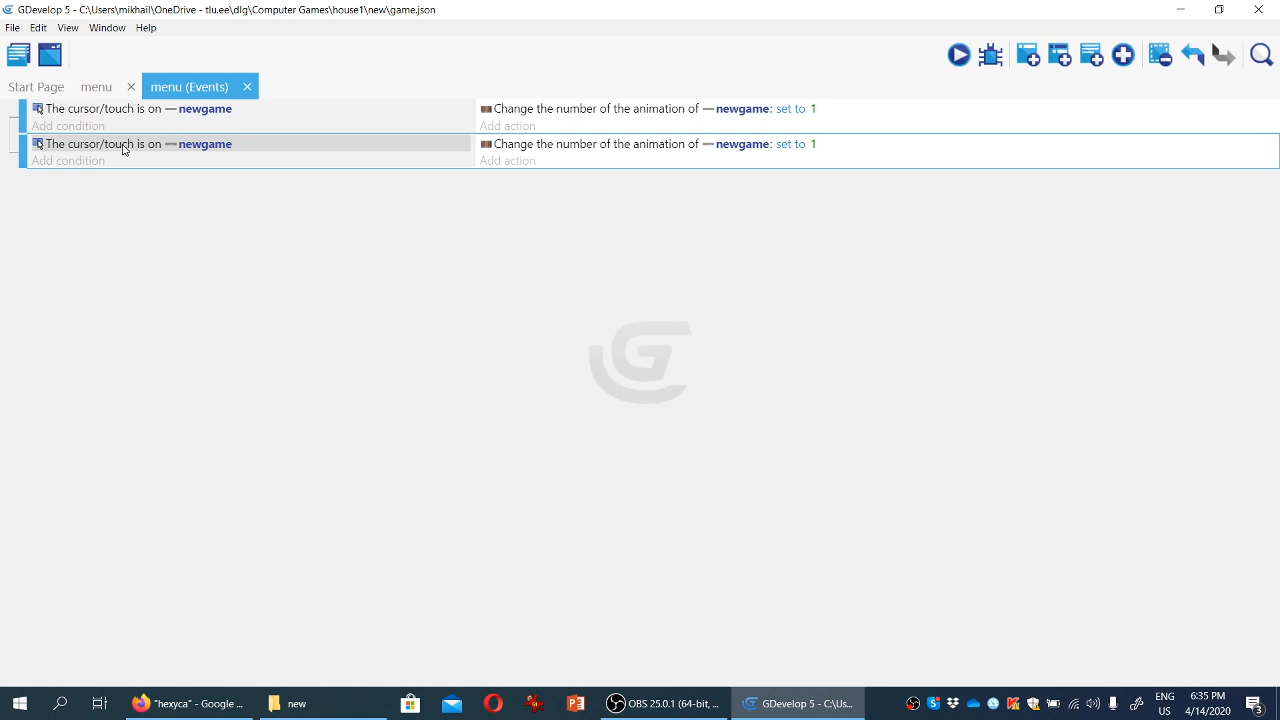 GDevelop 5 - C:\Users\mikhail\OneDrive - tlu.ee\dlg\Computer Games\house1\new\game.json
File Edit View Window Help
Start Page menu menu (Events)
The cursor/touch is on newgame Change the number of the animation of newgame: set to 1
Add condition Add action
The cursor/touch is on newgame Change the number of the animation of newgame: set to 1
Add condition Add action
"hexyca" - Google ... new OBS 25.0.1 (64-bit, ... GDevelop 5 - C:\Us... ENG 6:35 PM
US 4/14/2020 3